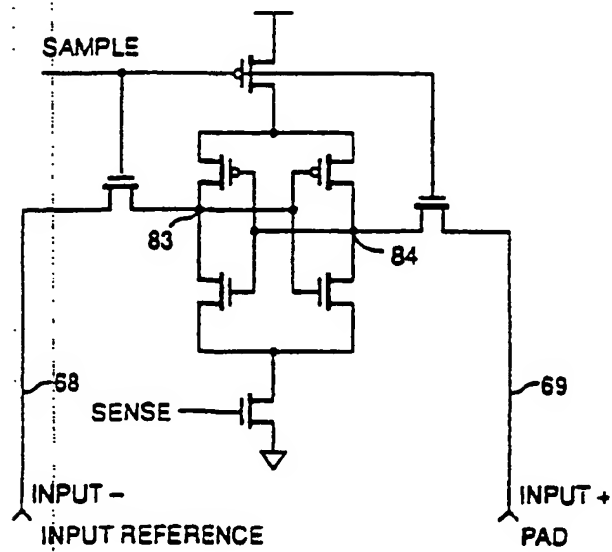 SAMPLE
83
84
68
69
SENSE
INPUT –
INPUT REFERENCE
INPUT +
PAD